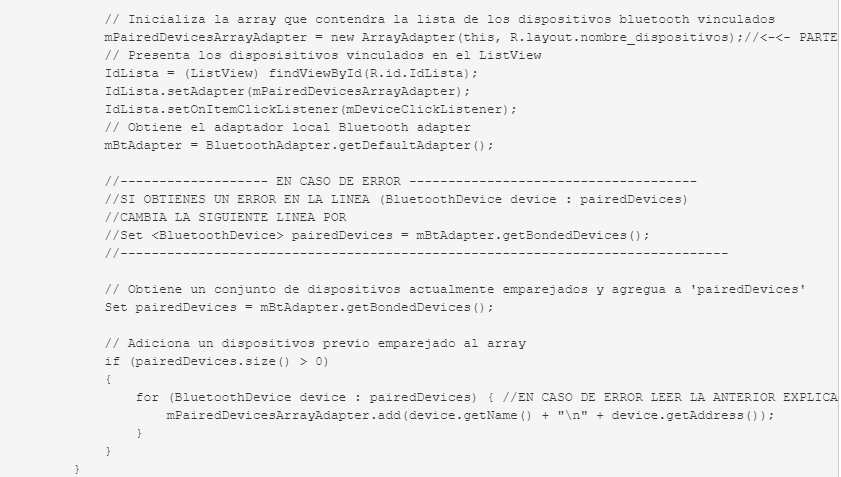 // Inicializa la array que contendra la lista de los dispositivos bluetooth vinculados
mPairedDevicesArrayAdapter = new ArrayAdapter(this, R.layout.nombre_dispositivos);//<-<- PARTE
// Presenta los disposisitivos vinculados en el ListView
IdLista = (ListView) findViewById(R.id.IdLista);
IdLista.setAdapter(mPairedDevicesArrayAdapter);
IdLista.setOnItemClickListener(mDeviceClickListener);
// Obtiene el adaptador local Bluetooth adapter
mBtAdapter = BluetoothAdapter.getDefaultAdapter();
//------------------- EN CASO DE ERROR -------------------------------------
//SI OBTIENES UN ERROR EN LA LINEA (BluetoothDevice device : pairedDevices)
//CAMBIA LA SIGUIENTE LINEA POR
//Set <BluetoothDevice> pairedDevices = mBtAdapter.getBondedDevices();
//------------------------------------------------------------------------------
// Obtiene un conjunto de dispositivos actualmente emparejados y agregua a 'pairedDevices'
Set pairedDevices = mBtAdapter.getBondedDevices();
// Adiciona un dispositivos previo emparejado al array
if (pairedDevices.size() > 0)
{
for (BluetoothDevice device : pairedDevices) { //EN CASO DE ERROR LEER LA ANTERIOR EXPLICA
mPairedDevicesArrayAdapter.add(device.getName() + "\n" + device.getAddress());
}
}
}